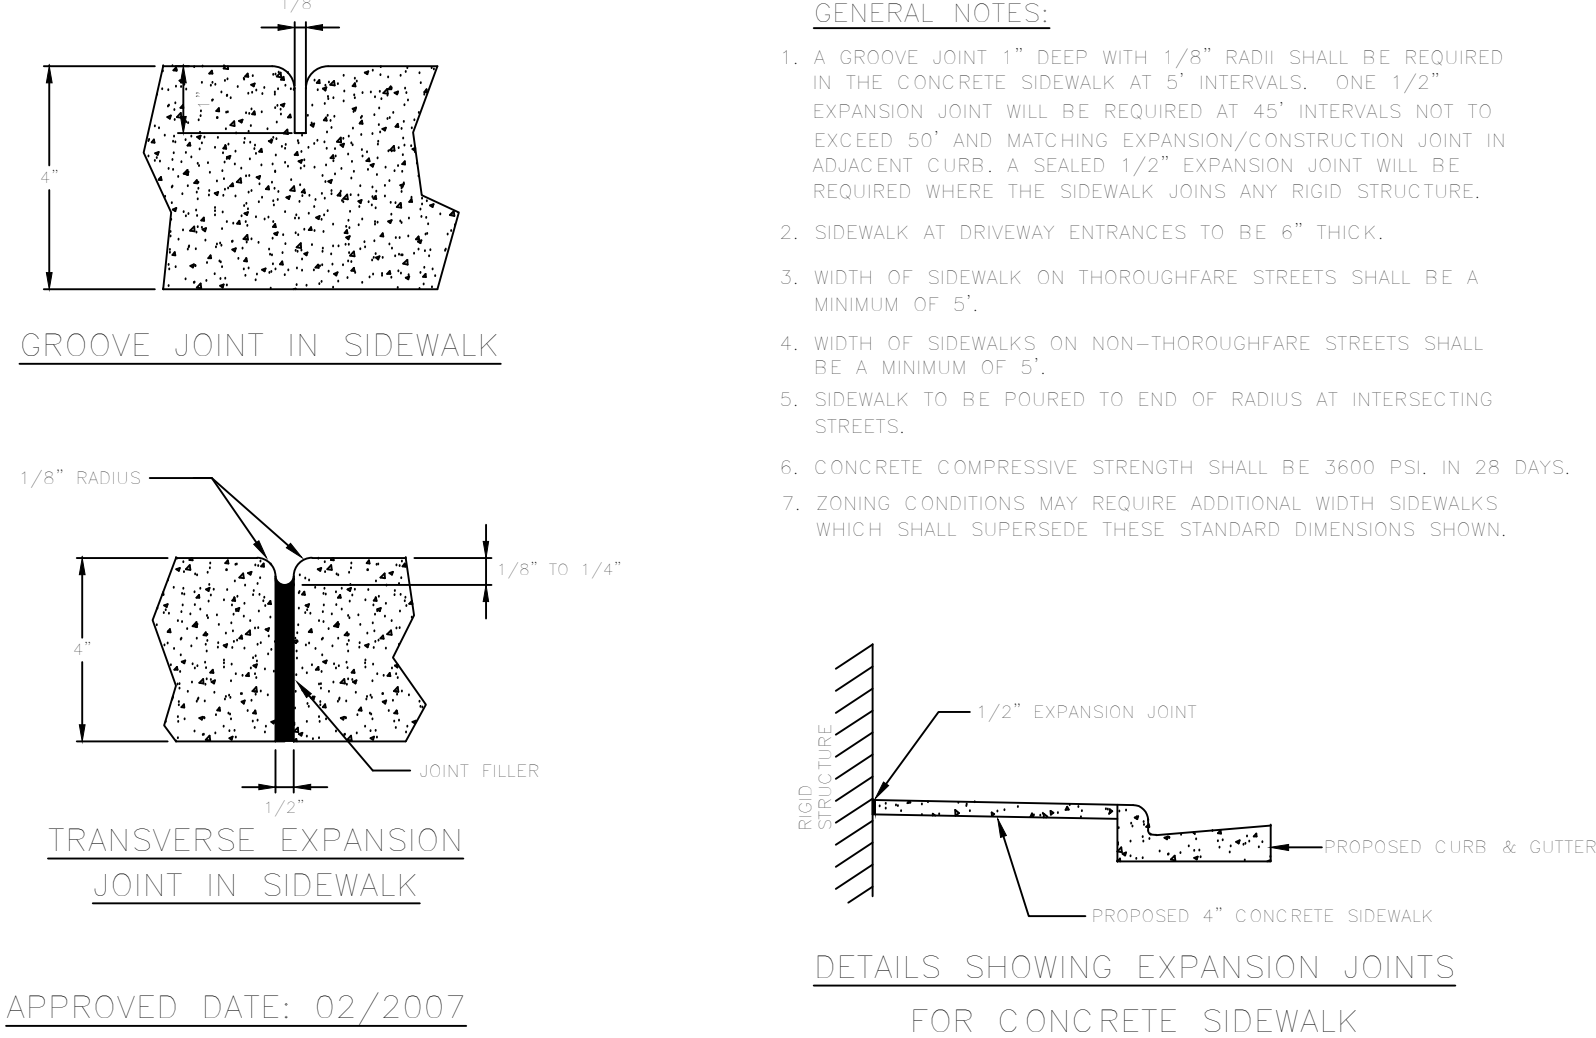 1/8
1"
4"
GROOVE JOINT IN SIDEWALK
1/8" RADIUS
1/8" TO 1/4"
4"
JOINT FILLER
1/2"
TRANSVERSE EXPANSION
JOINT IN SIDEWALK
APPROVED DATE: 02/2007
GENERAL NOTES:
1. A GROOVE JOINT 1" DEEP WITH 1/8" RADII SHALL BE REQUIRED
IN THE CONCRETE SIDEWALK AT 5' INTERVALS. ONE 1/2"
EXPANSION JOINT WILL BE REQUIRED AT 45' INTERVALS NOT TO
EXCEED 50' AND MATCHING EXPANSION/CONSTRUCTION JOINT IN
ADJACENT CURB. A SEALED 1/2" EXPANSION JOINT WILL BE
REQUIRED WHERE THE SIDEWALK JOINS ANY RIGID STRUCTURE.
2. SIDEWALK AT DRIVEWAY ENTRANCES TO BE 6" THICK.
3. WIDTH OF SIDEWALK ON THOROUGHFARE STREETS SHALL BE A
MINIMUM OF 5'.
4. WIDTH OF SIDEWALKS ON NON-THOROUGHFARE STREETS SHALL
BE A MINIMUM OF 5'.
5. SIDEWALK TO BE POURED TO END OF RADIUS AT INTERSECTING
STREETS.
6. CONCRETE COMPRESSIVE STRENGTH SHALL BE 3600 PSI. IN 28 DAYS.
7. ZONING CONDITIONS MAY REQUIRE ADDITIONAL WIDTH SIDEWALKS
WHICH SHALL SUPERSEDE THESE STANDARD DIMENSIONS SHOWN.
1/2" EXPANSION JOINT
RIGID
STRUCTURE
PROPOSED CURB & GUTTER
PROPOSED 4" CONCRETE SIDEWALK
DETAILS SHOWING EXPANSION JOINTS
FOR CONCRETE SIDEWALK